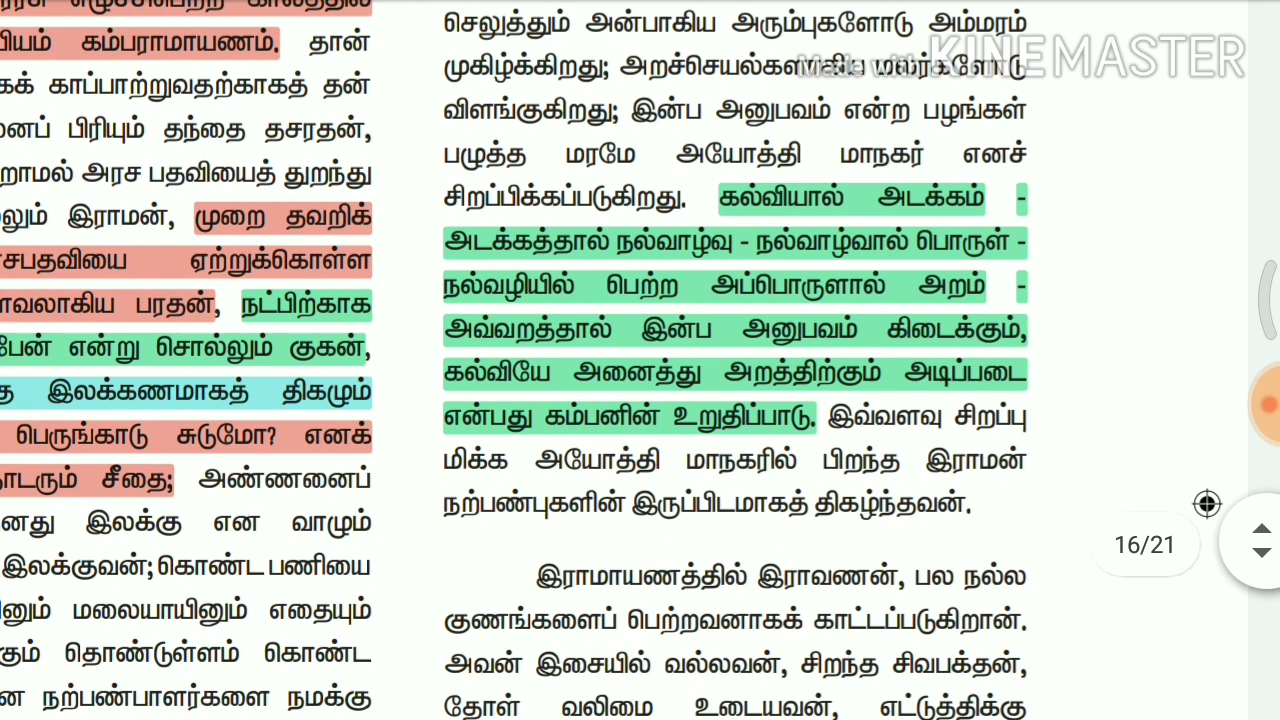 பியம் கம்பராமாயணம். தான்
காப்பாற்றுவதற்காகத் தன்
பிரியும் தந்தை தசரதன்,
அரச பதவியைத் துறந்து
இராமன், முறை தவறிக்
ஏற்றுக்கொள்ள
பரதன், நட்பிற்காக
என்று சொல்லும் குகன்,
இலக்கணமாகத் திகழும்
பெருங்காடு சுடுமோ? எனக்
சீதை; அண்ணனைப்
இலக்கு என வாழும்
இலக்குவன்; கொண்ட பணியை
மலையாயினும் எதையும்
தொண்டுள்ளம் கொண்ட
நற்பண்பாளர்களை நமக்கு
செலுத்தும் அன்பாகிய அரும்புகளோடு அம்மரம்
முகிழ்க்கிறது; அறச்செயல்களாகிய மலர்களோடு
விளங்குகிறது; இன்ப அனுபவம் என்ற பழங்கள்
பழுத்த மரமே அயோத்தி மாநகர் எனச்
சிறப்பிக்கப்படுகிறது. கல்வியால் அடக்கம் -
அடக்கத்தால் நல்வாழ்வு - நல்வாழ்வால் பொருள் -
நல்வழியில் பெற்ற அப்பொருளால் அறம் -
அவ்வறத்தால் இன்ப அனுபவம் கிடைக்கும்,
கல்வியே அனைத்து அறத்திற்கும் அடிப்படை
என்பது கம்பனின் உறுதிப்பாடு. இவ்வளவு சிறப்பு
மிக்க அயோத்தி மாநகரில் பிறந்த இராமன்
நற்பண்புகளின் இருப்பிடமாகத் திகழ்ந்தவன்.
இராமாயணத்தில் இராவணன், பல நல்ல
குணங்களைப் பெற்றவனாகக் காட்டப்படுகிறான்.
அவன் இசையில் வல்லவன், சிறந்த சிவபக்தன்,
தோள் வலிமை உடையவன், எட்டுத்திக்கு
Made with KINEMASTER
16/21